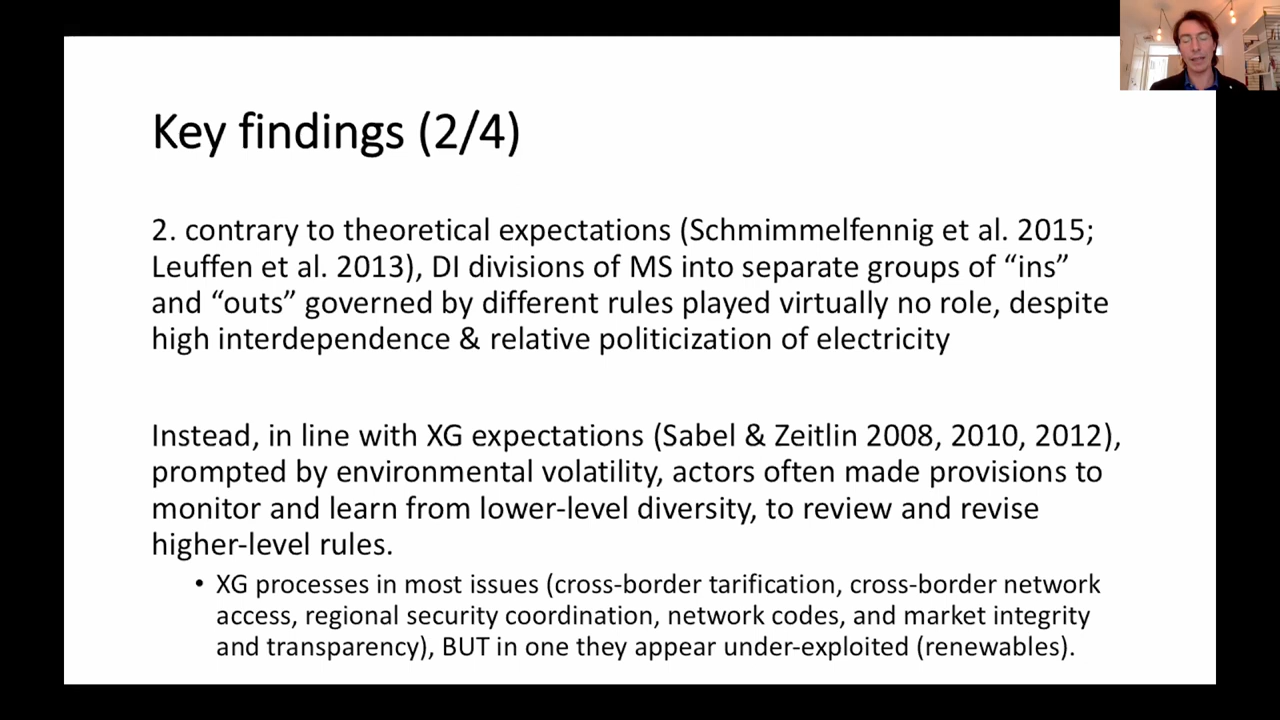 Key findings (2/4)
2. contrary to theoretical expectations (Schmimmelfennig et al. 2015;
Leuffen et al. 2013), DI divisions of MS into separate groups of “ins”
and “outs” governed by different rules played virtually no role, despite
high interdependence & relative politicization of electricity
Instead, in line with XG expectations (Sabel & Zeitlin 2008, 2010, 2012),
prompted by environmental volatility, actors often made provisions to
monitor and learn from lower-level diversity, to review and revise
higher-level rules.
• XG processes in most issues (cross-border tarification, cross-border network
access, regional security coordination, network codes, and market integrity
and transparency), BUT in one they appear under-exploited (renewables).